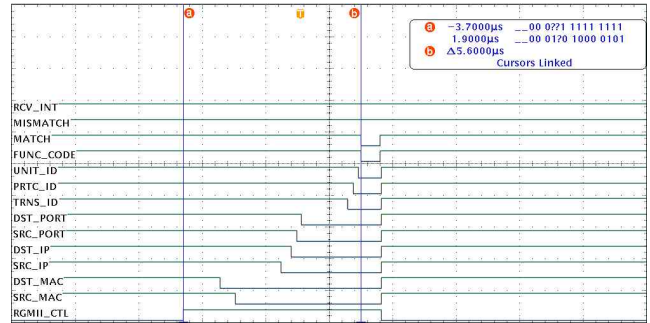 T
a
b
a −3.7000µs __00 0??1 1111 1111
1.9000µs __00 01?0 1000 0101
b Δ5.6000µs
Cursors Linked
RCV_INT
MISMATCH
MATCH
FUNC_CODE
UNIT_ID
PRTC_ID
TRNS_ID
DST_PORT
SRC_PORT
DST_IP
SRC_IP
DST_MAC
SRC_MAC
RGMII_CTL